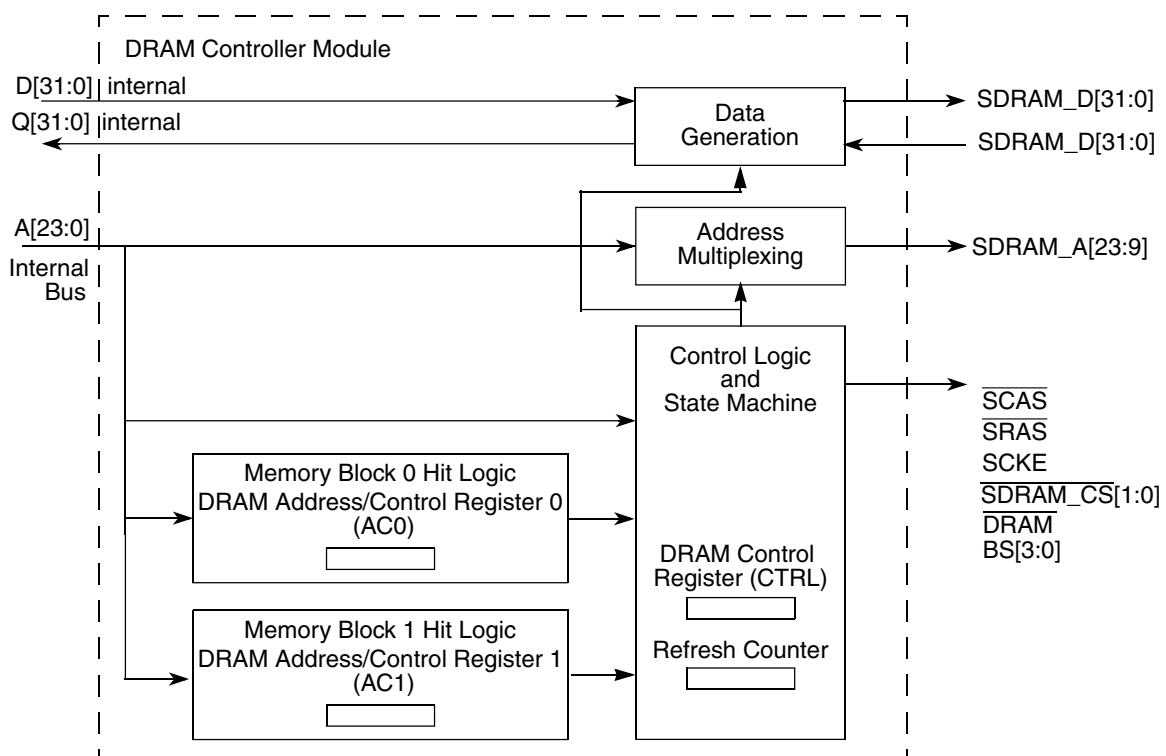 DRAM Controller Module
D[31:0] internal
Q[31:0] internal
Data
Generation
SDRAM_D[31:0]
SDRAM_D[31:0]
A[23:0]
Internal
Bus
Address
Multiplexing
SDRAM_A[23:9]
Control Logic
and
State Machine
SCAS
SRAS
SCKE
SDRAM_CS[1:0]
DRAM
BS[3:0]
Memory Block 0 Hit Logic
DRAM Address/Control Register 0
(AC0)
DRAM Control
Register (CTRL)
Refresh Counter
Memory Block 1 Hit Logic
DRAM Address/Control Register 1
(AC1)